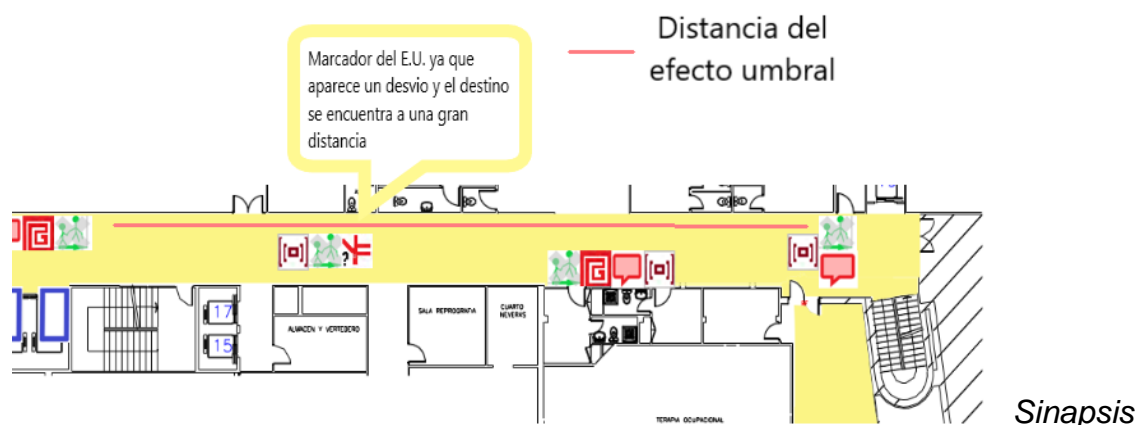 Distancia del
efecto umbral
Marcador del E.U. ya que
aparece un desvio y el destino
se encuentra a una gran
distancia
?
17
15
ALMACEN Y VERTEDERO
SALA REPROGRAFIA
CUARTO
NEVERAS
TERAPIA OCUPACIONAL
Sinapsis